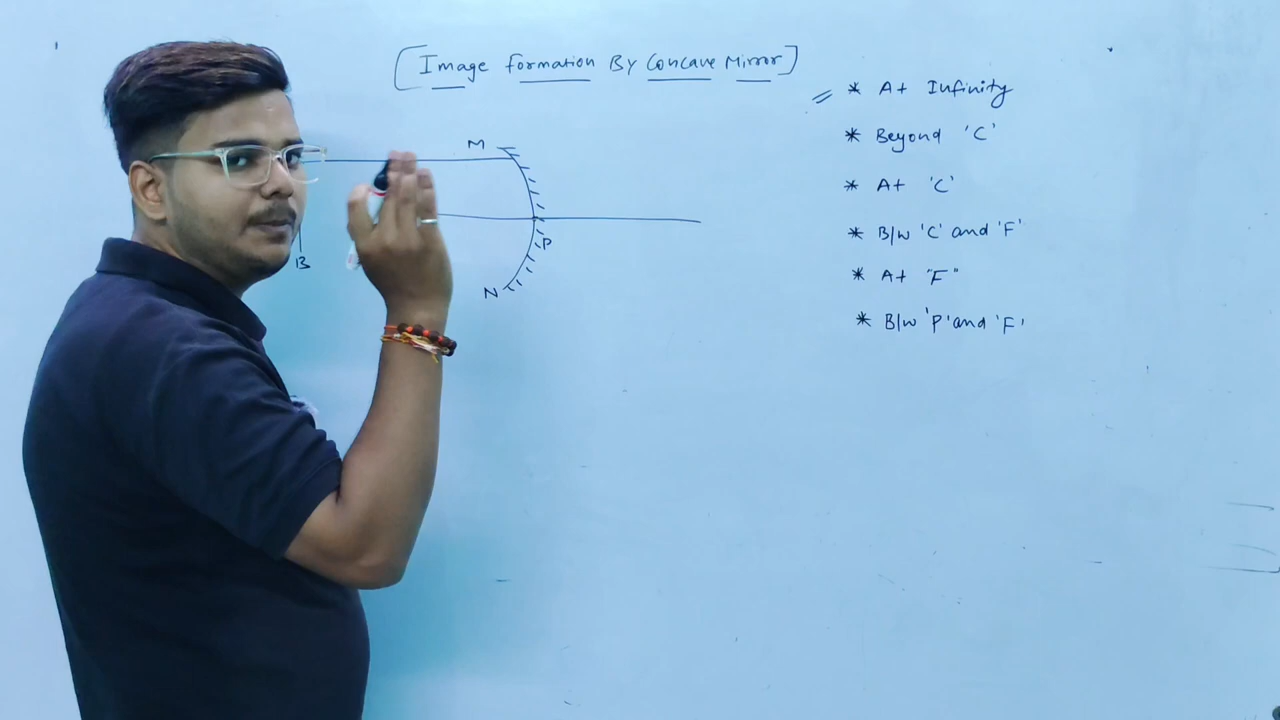 [Image formation By Concave Mirror]
* At Infinity
* Beyond 'C'
* At 'C'
* B/w 'C' and 'F'
* At 'F"
* B/w 'P' and 'F'
M
P
B
N